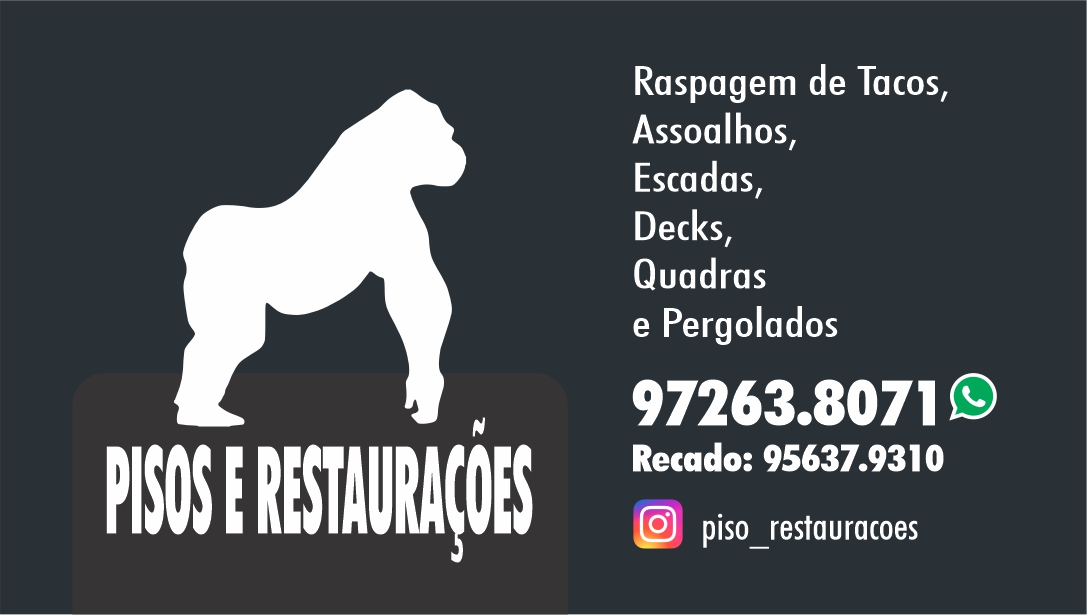 PISOS E RESTAURAÇÕES
Raspagem de Tacos,
Assoalhos,
Escadas,
Decks,
Quadras
e Pergolados
97263.8071
Recado: 95637.9310
piso_restauracoes